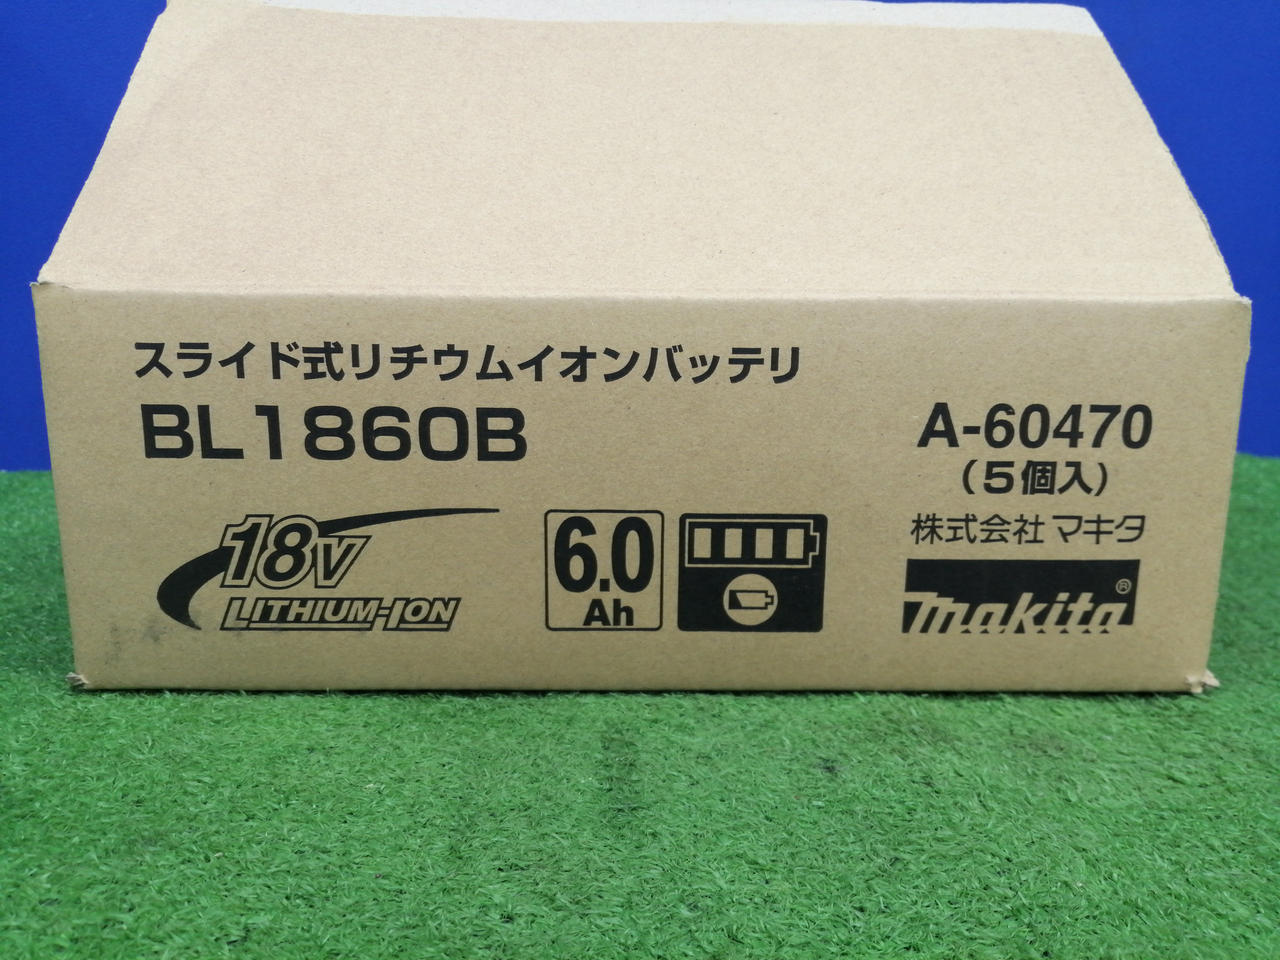 スライド式リチウムイオンバッテリ
BL1860B
A-60470
(5個入)
株式会社マキタ
makita®
18V
LITHIUM-ION
6.0
Ah